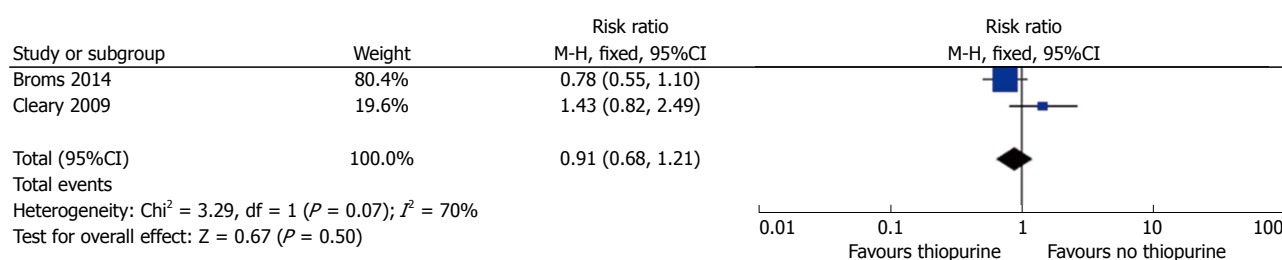 Risk ratio Risk ratio
Study or subgroup Weight M-H, fixed, 95%CI M-H, fixed, 95%CI
Broms 2014 80.4% 0.78 (0.55, 1.10)
Cleary 2009 19.6% 1.43 (0.82, 2.49)
Total (95%CI) 100.0% 0.91 (0.68, 1.21)
Total events
Heterogeneity: Chi² = 3.29, df = 1 (P = 0.07); I² = 70%
Test for overall effect: Z = 0.67 (P = 0.50)
0.01 0.1 1 10 100
Favours thiopurine Favours no thiopurine